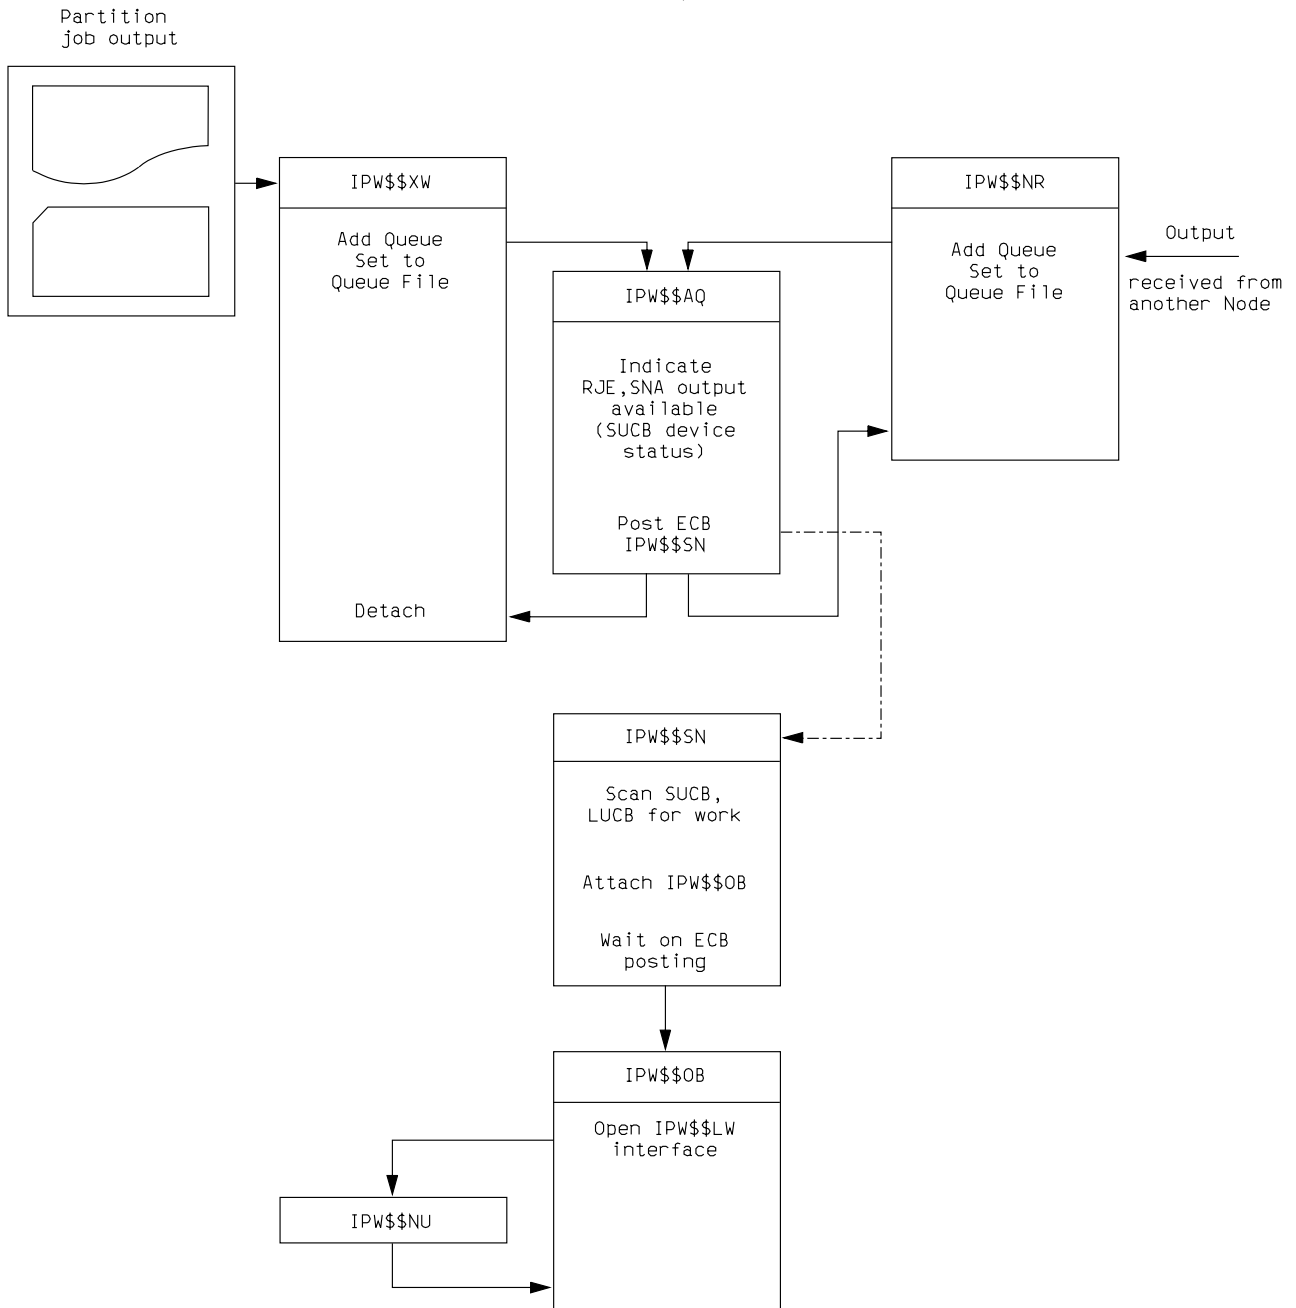 Partition
job output
IPW$$XW
Add Queue
Set to
Queue File
Detach
IPW$$AQ
Indicate
RJE,SNA output
available
(SUCB device
status)
Post ECB
IPW$$SN
IPW$$NR
Add Queue
Set to
Queue File
Output
received from
another Node
IPW$$SN
Scan SUCB,
LUCB for work
Attach IPW$$OB
Wait on ECB
posting
IPW$$OB
Open IPW$$LW
interface
IPW$$NU